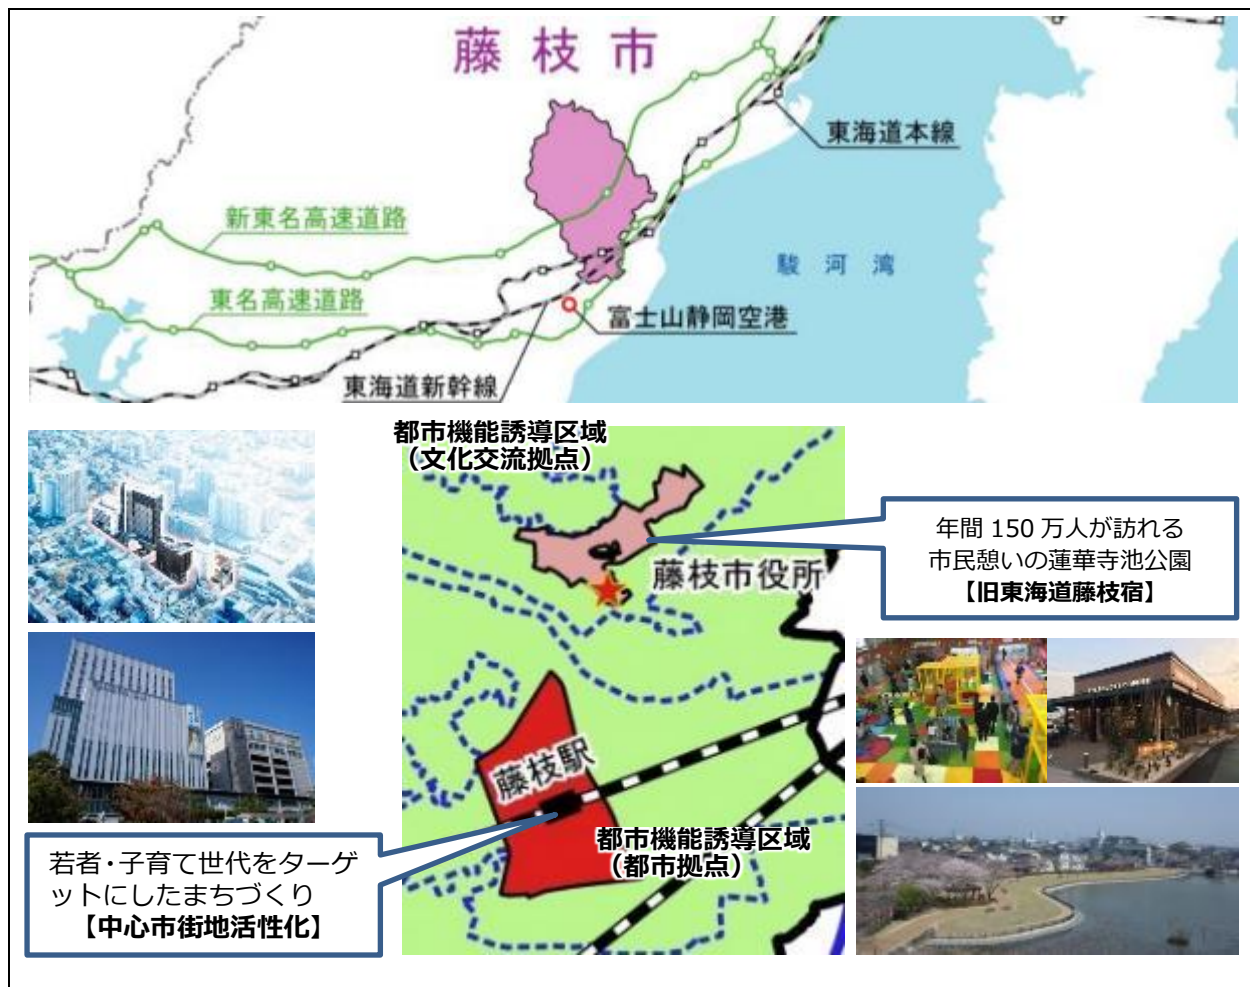 藤枝市
東海道本線
新東名高速道路
駿河湾
東名高速道路
富士山静岡空港
東海道新幹線
都市機能誘導区域
（文化交流拠点）
年間 150 万人が訪れる
市民憩いの蓮華寺池公園
【旧東海道藤枝宿】
藤枝市役所
藤枝駅
都市機能誘導区域
（都市拠点）
若者・子育て世代をターゲ
ットにしたまちづくり
【中心市街地活性化】